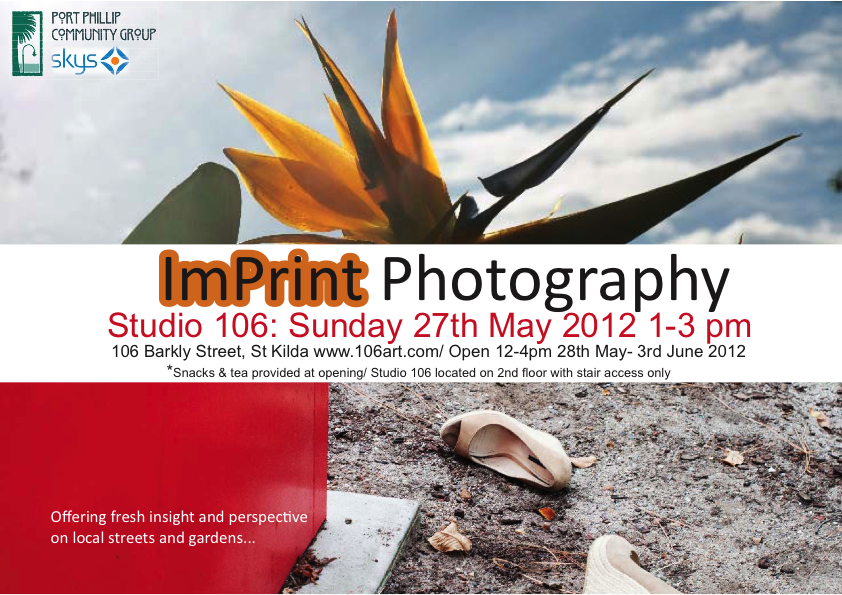 PORT PHILLIP
COMMUNITY GROUP
skys
ImPrint Photography
Studio 106: Sunday 27th May 2012 1-3 pm
106 Barkly Street, St Kilda www.106art.com/ Open 12-4pm 28th May- 3rd June 2012
*Snacks & tea provided at opening/ Studio 106 located on 2nd floor with stair access only
Offering fresh insight and perspective
on local streets and gardens...